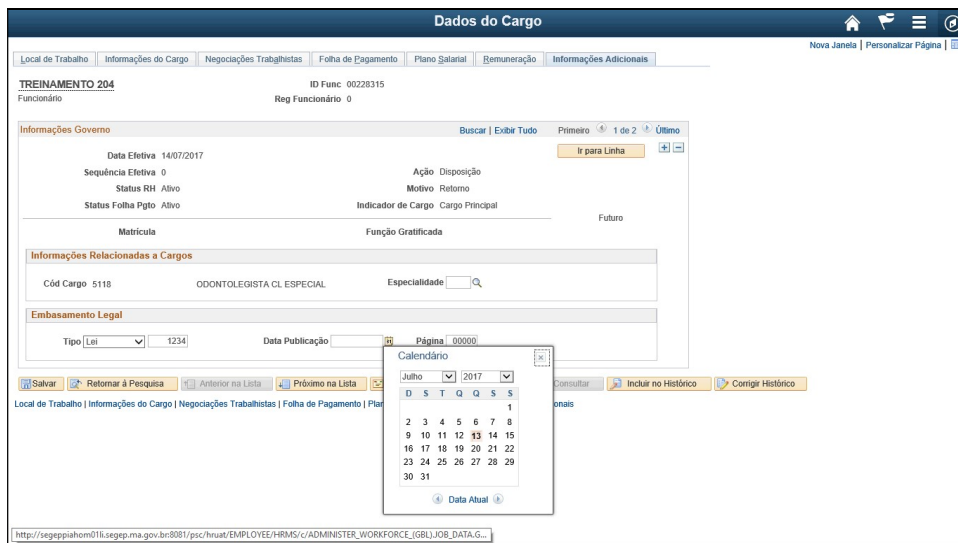 Dados do Cargo
Nova Janela | Personalizar Página |
Local de Trabalho Informações do Cargo Negociações Trabalhistas Folha de Pagamento Plano Salarial Remuneração Informações Adicionais
TREINAMENTO 204 ID Func 00228315
Funcionário Reg Funcionário 0
Informações Governo Buscar | Exibir Tudo Primeiro 1 de 2 Último
Ir para Linha
Data Efetiva 14/07/2017
Sequência Efetiva 0 Ação Disposição
Status RH Ativo Motivo Retorno
Status Folha Pgto Ativo Indicador de Cargo Cargo Principal
Futuro
Matrícula Função Gratificada
Informações Relacionadas a Cargos
Cód Cargo 5118 ODONTOLEGISTA CL ESPECIAL Especialidade
Embasamento Legal
Tipo Lei 1234 Data Publicação Página 00000
Calendário
Julho 2017
D S T Q Q S S
1
2 3 4 5 6 7 8
9 10 11 12 13 14 15
16 17 18 19 20 21 22
23 24 25 26 27 28 29
30 31
Data Atual
Salvar Retornar á Pesquisa Anterior na Lista Próximo na Lista Consultar Incluir no Histórico Corrigir Histórico
Local de Trabalho | Informações do Cargo | Negociações Trabalhistas | Folha de Pagamento |
http://segeppiahom01li.segep.ma.gov.br:8081/psc/hruat/EMPLOYEE/HRMS/c/ADMINISTER_WORKFORCE_(GBL).JOB_DATA.G...